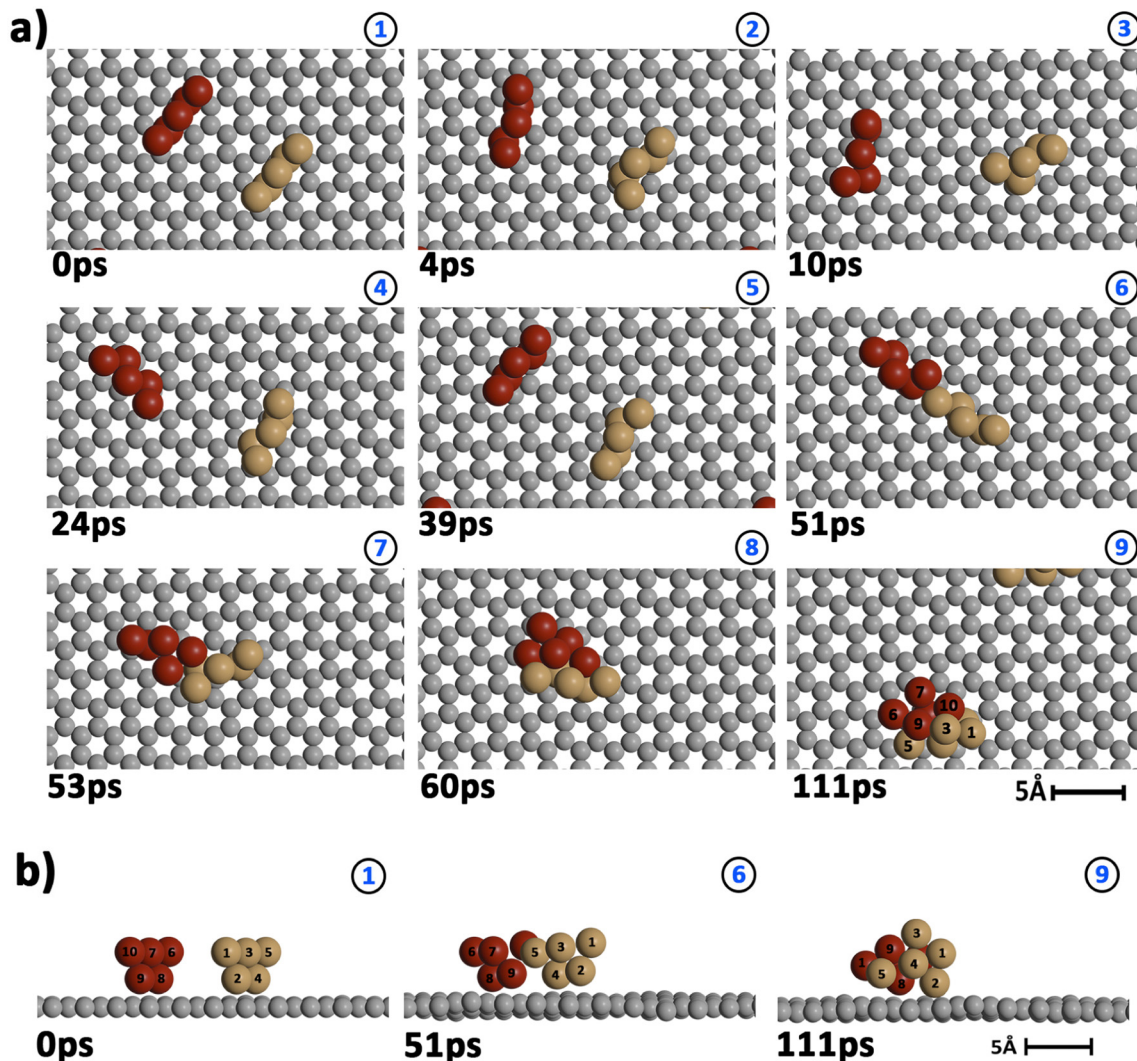 a)
1 2 3
0ps 4ps 10ps
4 5 6
24ps 39ps 51ps
7 8 9
7
6 10
9 3 1
5
53ps 60ps 111ps
5Å
b)
1 6 9
3
10 7 6 1 3 5 6 7 5 3 1 9 1
1 5 4
9 8 2 4 8 9 4 2 8 2
0ps 51ps 111ps 5Å